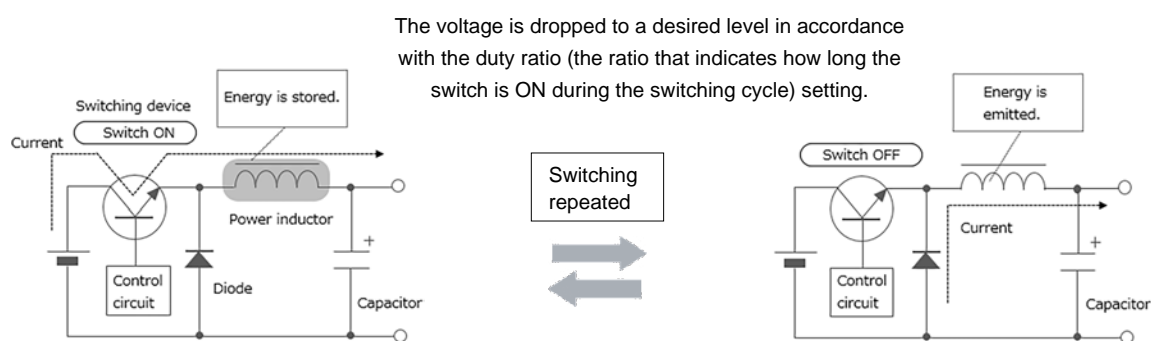 The voltage is dropped to a desired level in accordance
with the duty ratio (the ratio that indicates how long the
switch is ON during the switching cycle) setting.
Energy is stored.
Switching device
Switch ON
Current
Power inductor
+
Control
circuit
Diode
Capacitor
Switching
repeated
Energy is
emitted.
Switch OFF
Current
+
Control
circuit
Capacitor